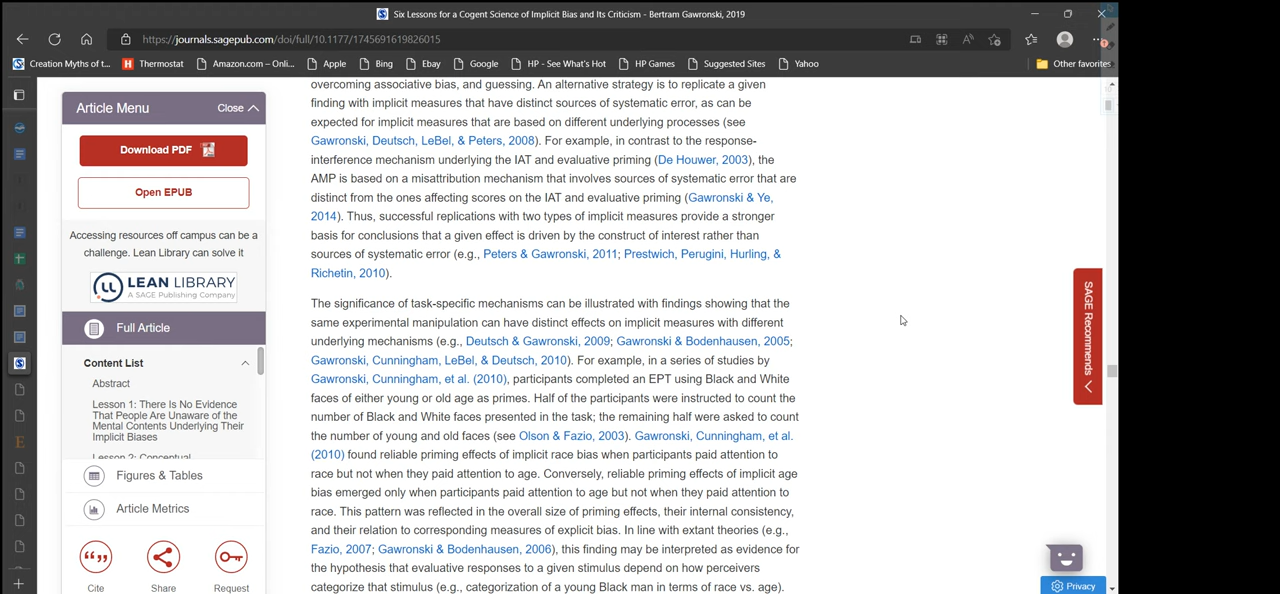 Six Lessons for a Cogent Science of Implicit Bias and Its Criticism - Bertram Gawronski, 2019
https://journals.sagepub.com/doi/full/10.1177/1745691619826015
Creation Myths of t... Thermostat Amazon.com – Onli... Apple Bing Ebay Google HP - See What's Hot HP Games Suggested Sites Yahoo Other favorites
Article Menu Close
Download PDF
Open EPUB
Accessing resources off campus can be a
challenge. Lean Library can solve it
LEAN LIBRARY
A SAGE Publishing Company
Full Article
Content List
Abstract
Lesson 1: There Is No Evidence
That People Are Unaware of the
Mental Contents Underlying Their
Implicit Biases
Lesson 2: Conceptual
Figures & Tables
Article Metrics
Cite Share Request
overcoming associative bias, and guessing. An alternative strategy is to replicate a given
finding with implicit measures that have distinct sources of systematic error, as can be
expected for implicit measures that are based on different underlying processes (see
Gawronski, Deutsch, LeBel, & Peters, 2008). For example, in contrast to the response-
interference mechanism underlying the IAT and evaluative priming (De Houwer, 2003), the
AMP is based on a misattribution mechanism that involves sources of systematic error that are
distinct from the ones affecting scores on the IAT and evaluative priming (Gawronski & Ye,
2014). Thus, successful replications with two types of implicit measures provide a stronger
basis for conclusions that a given effect is driven by the construct of interest rather than
sources of systematic error (e.g., Peters & Gawronski, 2011; Prestwich, Perugini, Hurling, &
Richetin, 2010).
The significance of task-specific mechanisms can be illustrated with findings showing that the
same experimental manipulation can have distinct effects on implicit measures with different
underlying mechanisms (e.g., Deutsch & Gawronski, 2009; Gawronski & Bodenhausen, 2005;
Gawronski, Cunningham, LeBel, & Deutsch, 2010). For example, in a series of studies by
Gawronski, Cunningham, et al. (2010), participants completed an EPT using Black and White
faces of either young or old age as primes. Half of the participants were instructed to count the
number of Black and White faces presented in the task; the remaining half were asked to count
the number of young and old faces (see Olson & Fazio, 2003). Gawronski, Cunningham, et al.
(2010) found reliable priming effects of implicit race bias when participants paid attention to
race but not when they paid attention to age. Conversely, reliable priming effects of implicit age
bias emerged only when participants paid attention to age but not when they paid attention to
race. This pattern was reflected in the overall size of priming effects, their internal consistency,
and their relation to corresponding measures of explicit bias. In line with extant theories (e.g.,
Fazio, 2007; Gawronski & Bodenhausen, 2006), this finding may be interpreted as evidence for
the hypothesis that evaluative responses to a given stimulus depend on how perceivers
categorize that stimulus (e.g., categorization of a young Black man in terms of race vs. age).
SAGE Recommends
Privacy